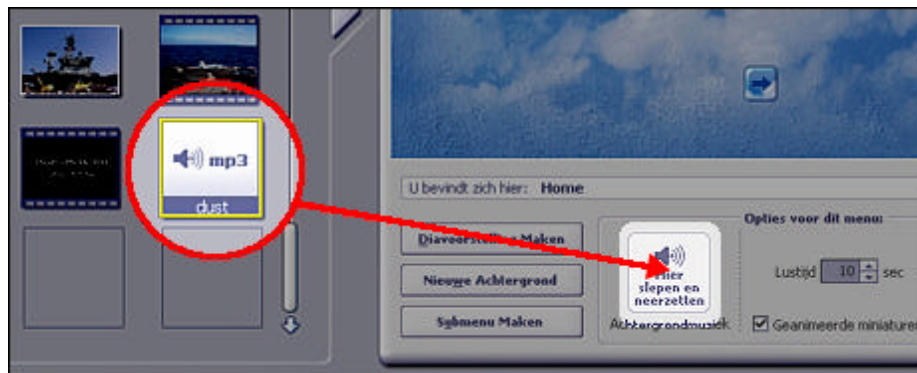 mp3
dust
U bevindt zich hier: Home
Diavoorstelling Maken
Nieuwe Achtergrond
Submenu Maken
Hier
slepen en
neerzetten
Achtergrondmuziek
Opties voor dit menu:
Lustijd 10 sec
Geanimeerde miniaturen